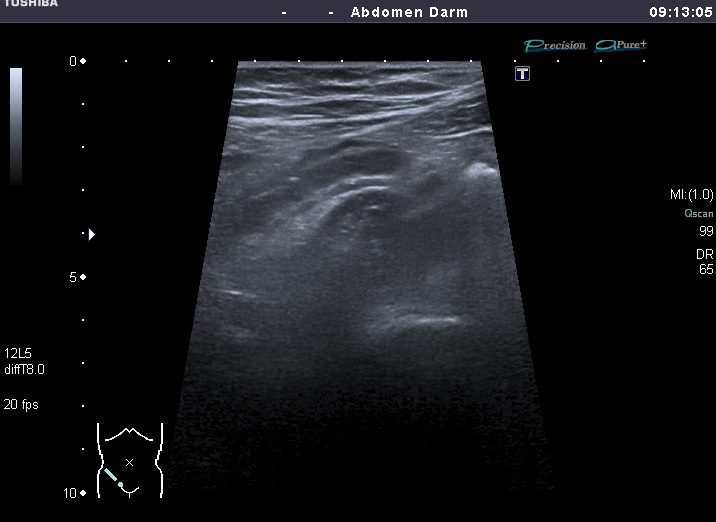 TOSHIBA
- - Abdomen Darm 09:13:05
Precision APure+
0
T
MI:(1.0)
Qscan
99
DR
65
5
12L5
diffT8.0
20 fps
10